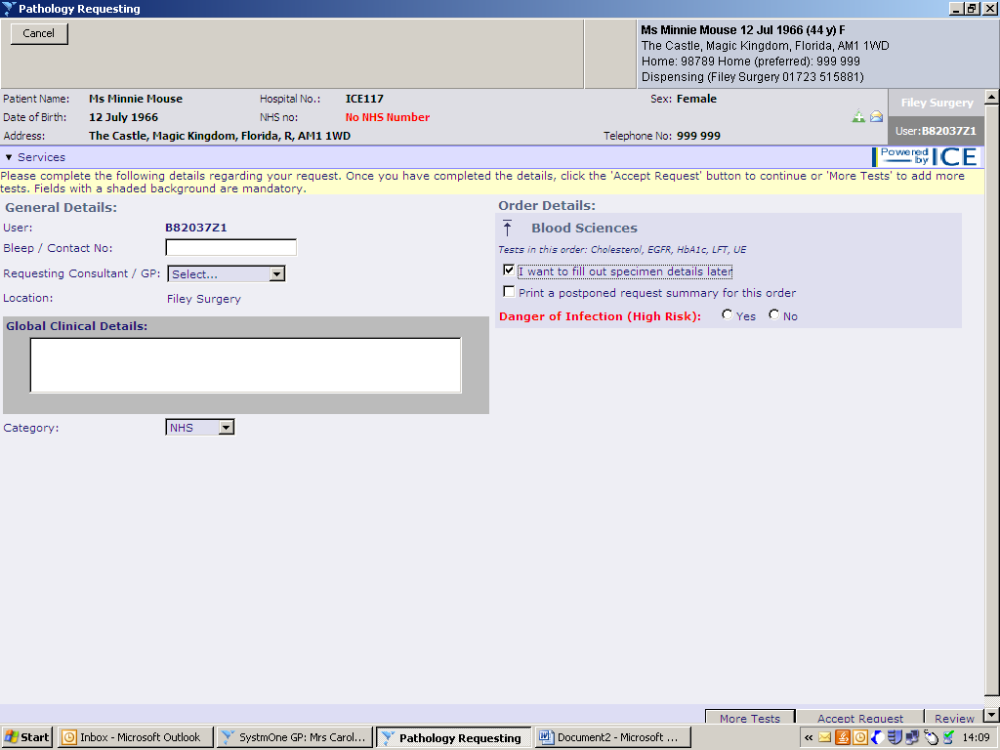 Pathology Requesting
Cancel
Ms Minnie Mouse 12 Jul 1966 (44 y) F
The Castle, Magic Kingdom, Florida, AM1 1WD
Home: 98789 Home (preferred): 999 999
Dispensing (Filey Surgery 01723 515881)
Patient Name: Ms Minnie Mouse Hospital No.: ICE117 Sex: Female
Filey Surgery
Date of Birth: 12 July 1966 NHS no: No NHS Number
User:B82037Z1
Address: The Castle, Magic Kingdom, Florida, R, AM1 1WD Telephone No: 999 999
▼ Services
Powered by ICE
Please complete the following details regarding your request. Once you have completed the details, click the 'Accept Request' button to continue or 'More Tests' to add more
tests. Fields with a shaded background are mandatory.
General Details:
User: B82037Z1
Bleep / Contact No:
Requesting Consultant / GP: Select...
Location: Filey Surgery
Global Clinical Details:
Category: NHS
Order Details:
Blood Sciences
Tests in this order: Cholesterol, EGFR, HbA1c, LFT, UE
I want to fill out specimen details later
Print a postponed request summary for this order
Danger of Infection (High Risk): Yes No
More Tests Accept Request Review
Start Inbox - Microsoft Outlook SystmOne GP: Mrs Carol... Pathology Requesting Document2 - Microsoft ... « 14:09